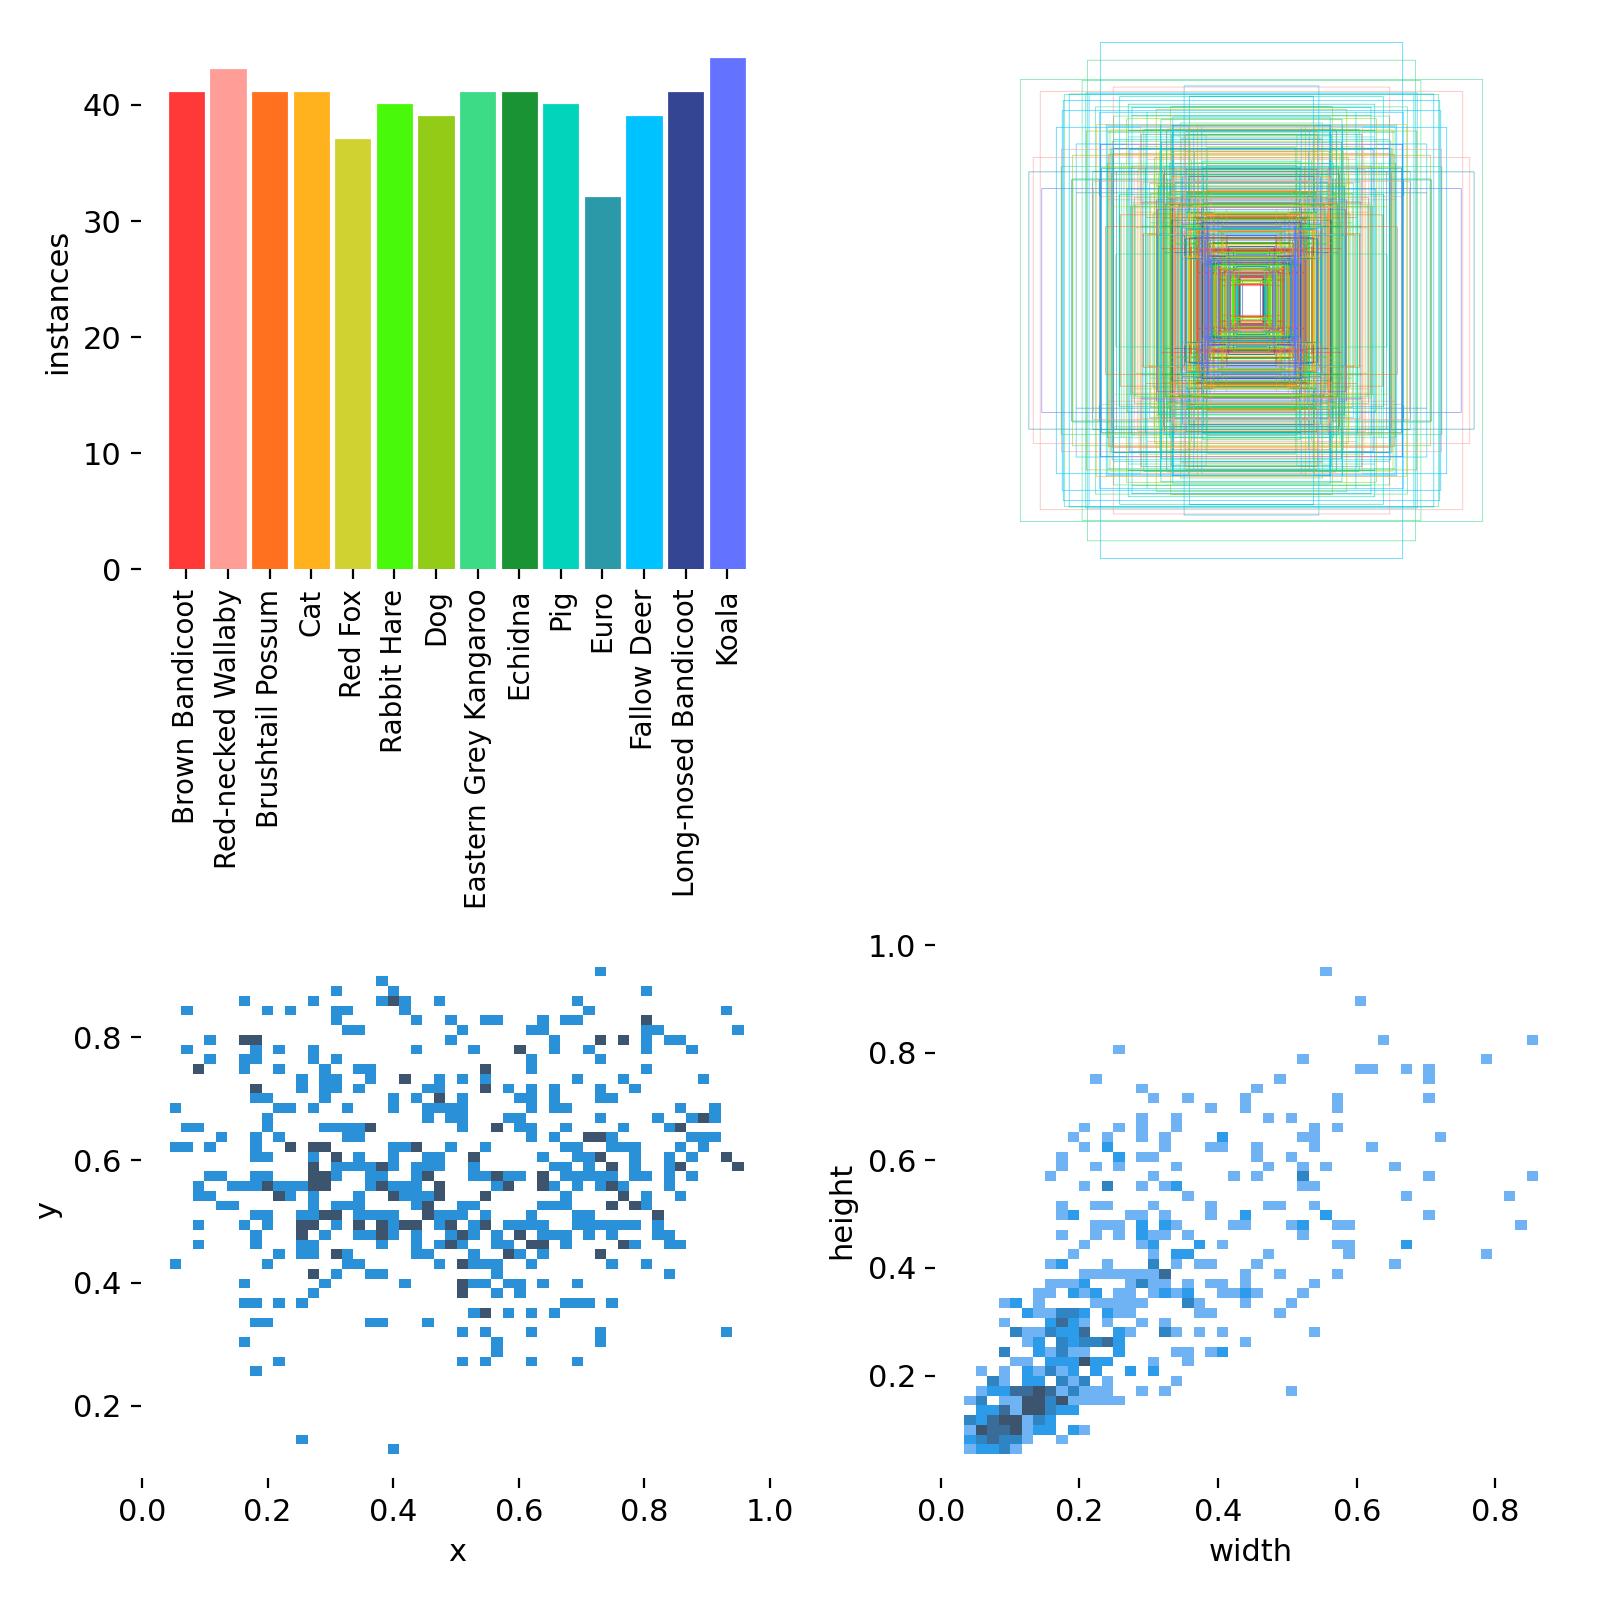 instances
40
30
20
10
0
Brown Bandicoot
Red-necked Wallaby
Brushtail Possum
Cat
Red Fox
Rabbit Hare
Dog
Eastern Grey Kangaroo
Echidna
Pig
Euro
Fallow Deer
Long-nosed Bandicoot
Koala
y
0.8
0.6
0.4
0.2
0.0
0.2
0.4
0.6
0.8
1.0
x
height
1.0
0.8
0.6
0.4
0.2
0.0
0.2
0.4
0.6
0.8
width